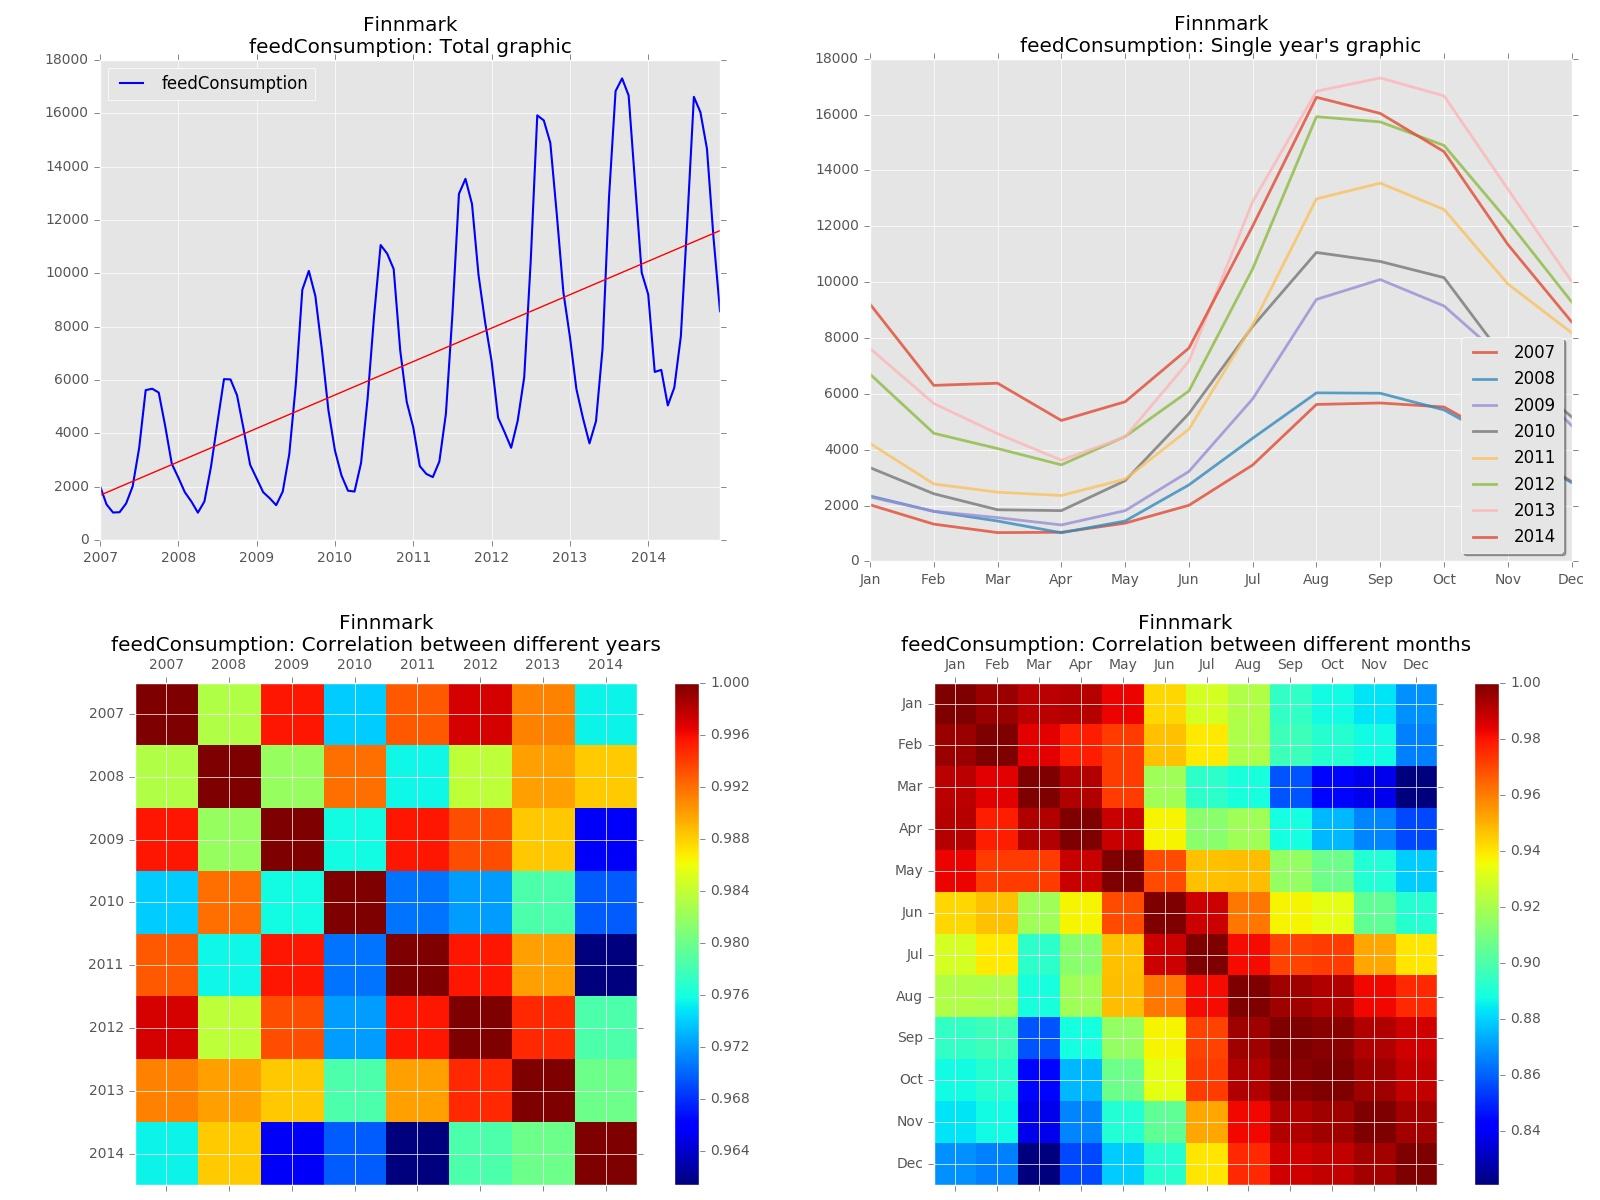 Finnmark
feedConsumption: Total graphic
18000
16000
14000
12000
10000
8000
6000
4000
2000
0
feedConsumption
2007 2008 2009 2010 2011 2012 2013 2014
Finnmark
feedConsumption: Single year's graphic
18000
16000
14000
12000
10000
8000
6000
4000
2000
0
2007
2008
2009
2010
2011
2012
2013
2014
Jan Feb Mar Apr May Jun Jul Aug Sep Oct Nov Dec
Finnmark
feedConsumption: Correlation between different years
2007 2008 2009 2010 2011 2012 2013 2014
2007
2008
2009
2010
2011
2012
2013
2014
1.000
0.996
0.992
0.988
0.984
0.980
0.976
0.972
0.968
0.964
Finnmark
feedConsumption: Correlation between different months
Jan Feb Mar Apr May Jun Jul Aug Sep Oct Nov Dec
Jan
Feb
Mar
Apr
May
Jun
Jul
Aug
Sep
Oct
Nov
Dec
1.00
0.98
0.96
0.94
0.92
0.90
0.88
0.86
0.84